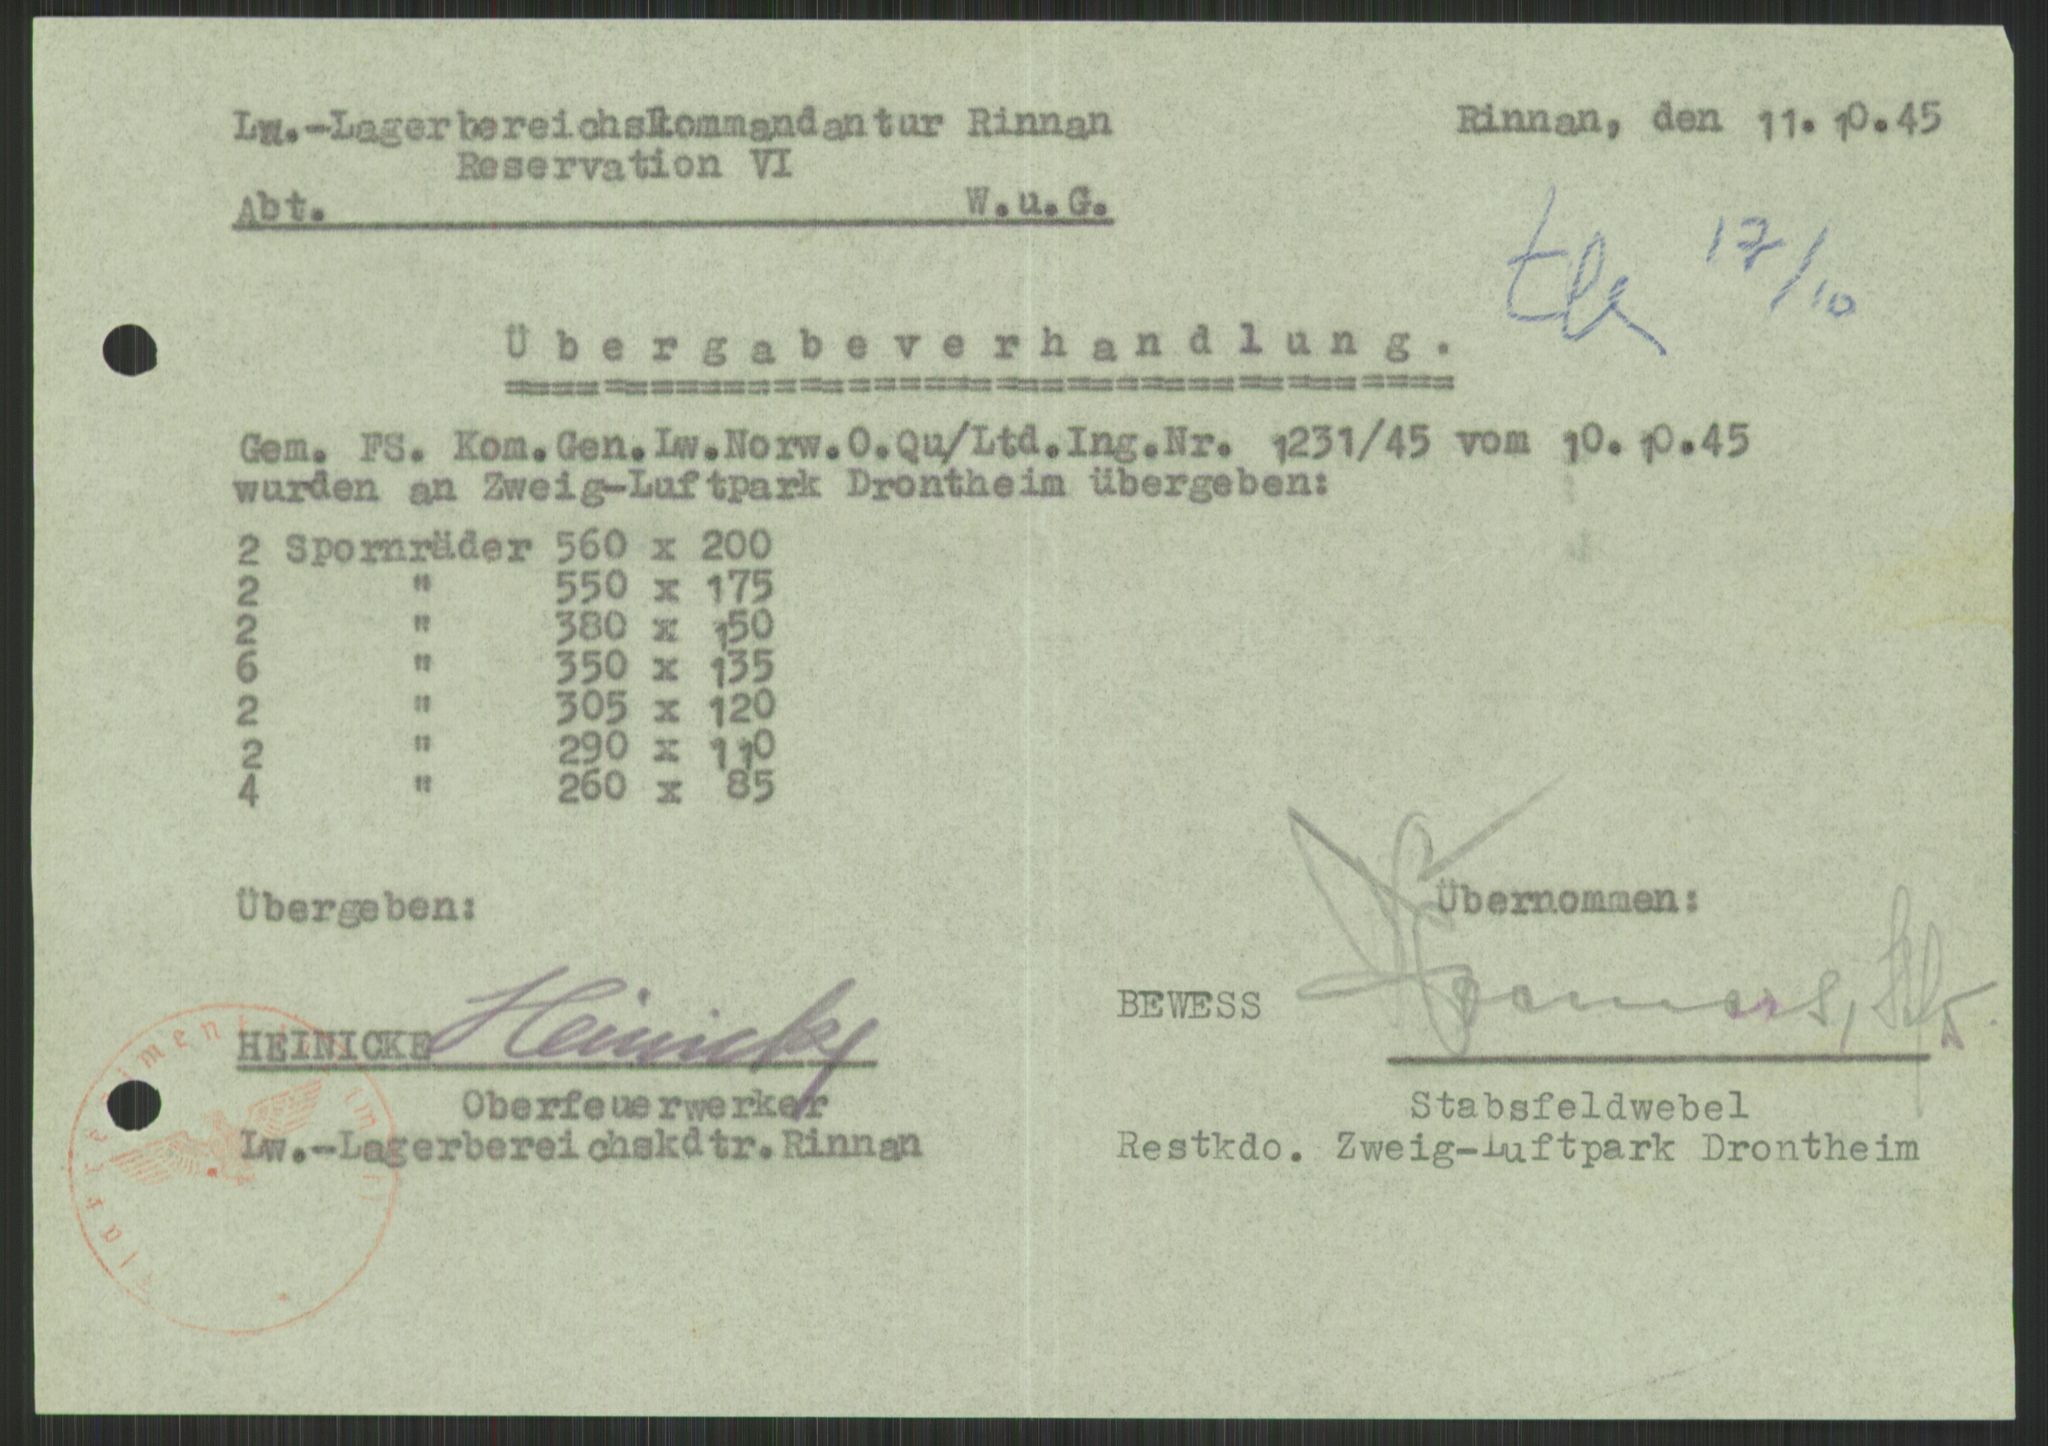 Lw.-Lagerbereichskommandantur Rinnan
Rinnan, den 11.10.45
Reservation VI
Abt. W.u.G.
17/10
Übergabeverhandlung.
====================
Gem. FS. Kom.Gen.Lw.Norw.O.Qu/Ltd.Ing.Nr. 1231/45 vom 10.10.45
wurden an Zweig-Luftpark Drontheim übergeben:
2 Spornräder 560 x 200
2 " 550 x 175
2 " 380 x 150
6 " 350 x 135
2 " 305 x 120
2 " 290 x 110
4 " 260 x 85
Übergeben:
Übernommen:
HEINICKE Heinicke
BEWESS
Oberfeuerwerker
Lw.-Lagerbereichskdtr.Rinnan
Stabsfeldwebel
Restkdo. Zweig-Luftpark Drontheim